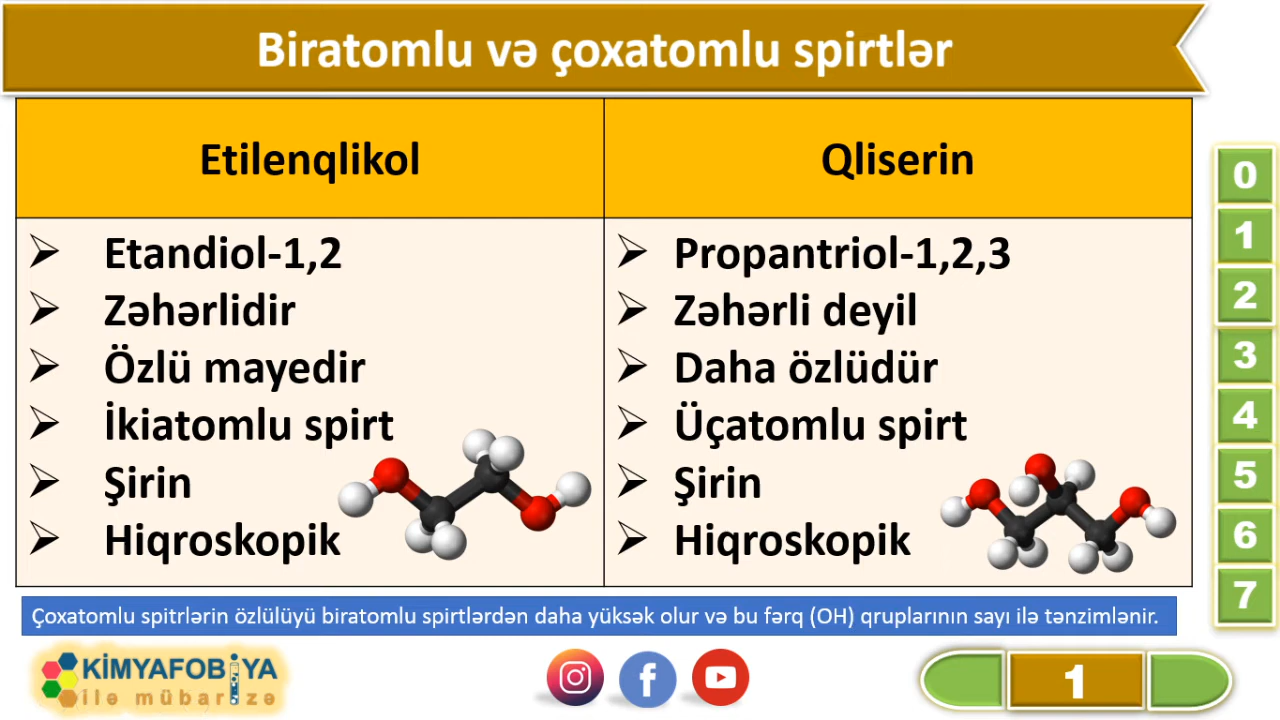 Biratomlu və çoxatomlu spirtlər
Etilenqlikol
Qliserin
Etandiol-1,2
Zəhərlidir
Özlü mayedir
İkiatomlu spirt
Şirin
Hiqroskopik
Propantriol-1,2,3
Zəhərli deyil
Daha özlüdür
Üçatomlu spirt
Şirin
Hiqroskopik
0
1
2
3
4
5
6
7
Çoxatomlu spitrlərin özlülüyü biratomlu spirtlərdən daha yüksək olur və bu fərq (OH) qruplarının sayı ilə tənzimlənir.
KİMYAFOBİYA
ilə mübarizə
1